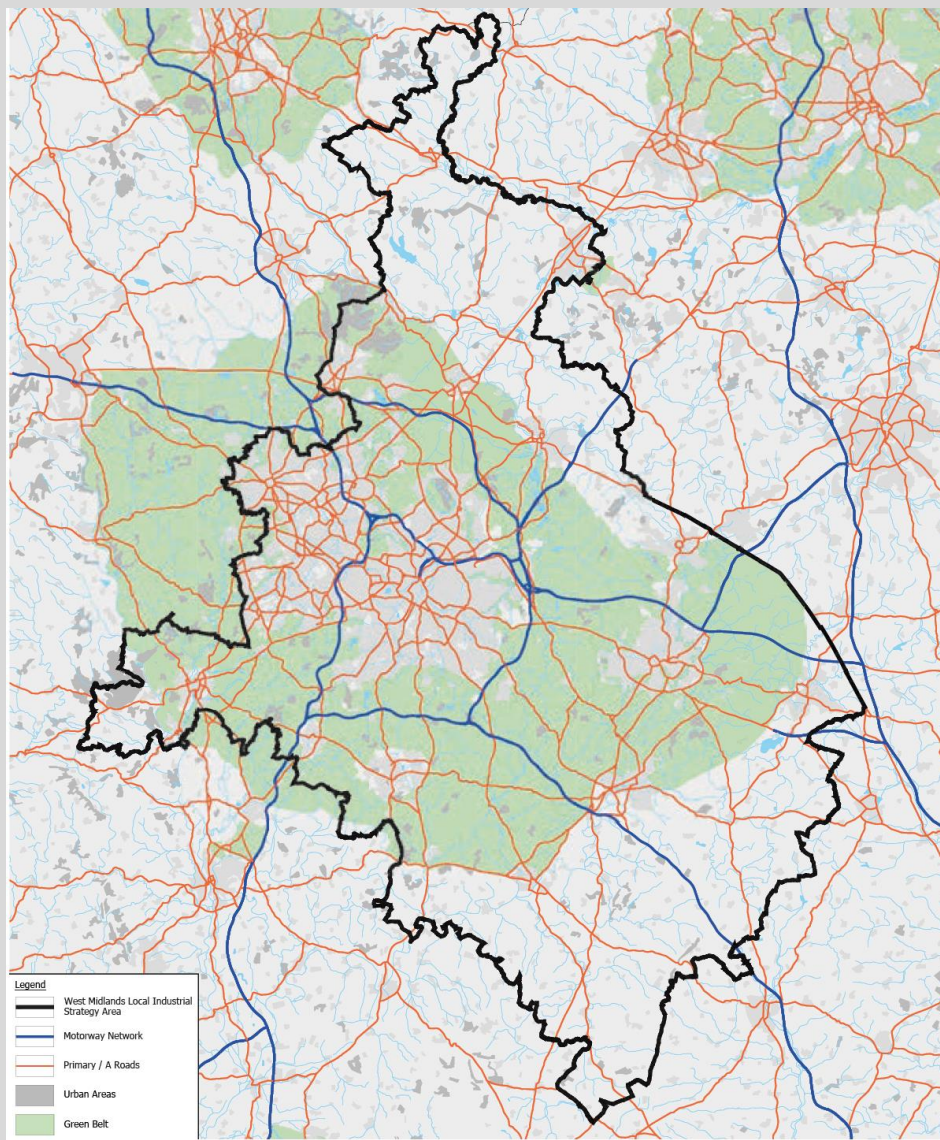 Legend
West Midlands Local Industrial
Strategy Area
Motorway Network
Primary / A Roads
Urban Areas
Green Belt